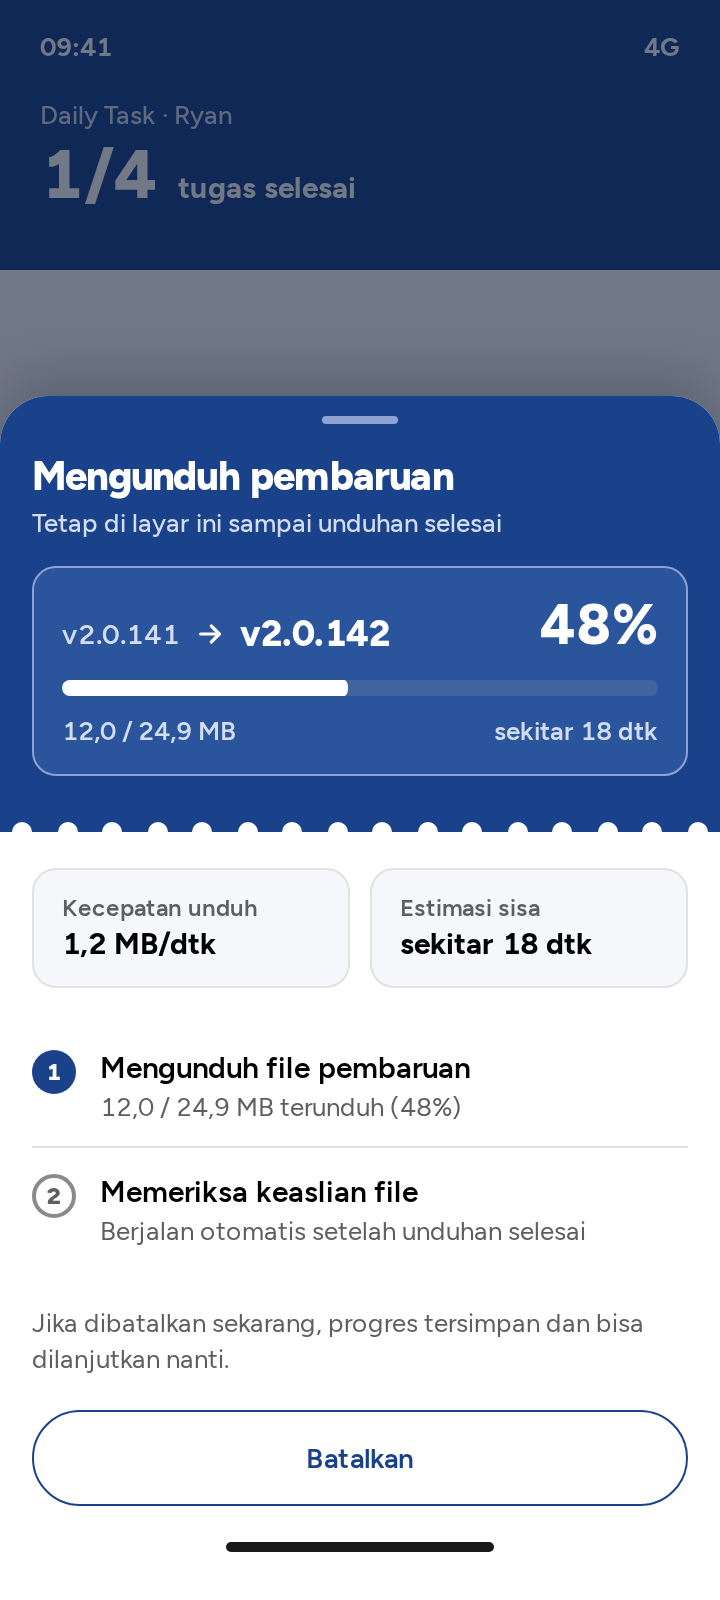 09:41
4G
Daily Task · Ryan
1/4 tugas selesai
Mengunduh pembaruan
Tetap di layar ini sampai unduhan selesai
v2.0.141 → v2.0.142
48%
12,0 / 24,9 MB
sekitar 18 dtk
Kecepatan unduh
1,2 MB/dtk
Estimasi sisa
sekitar 18 dtk
1
Mengunduh file pembaruan
12,0 / 24,9 MB terunduh (48%)
2
Memeriksa keaslian file
Berjalan otomatis setelah unduhan selesai
Jika dibatalkan sekarang, progres tersimpan dan bisa
dilanjutkan nanti.
Batalkan